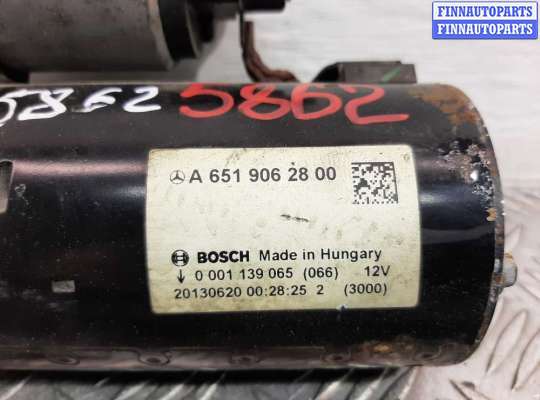 FINNAUTOPARTS
FINNAUTOPARTS
5862 5862
A 651 906 28 00
BOSCH Made in Hungary
↓ 0 001 139 065 (066) 12V
20130620 00:28:25 2 (3000)